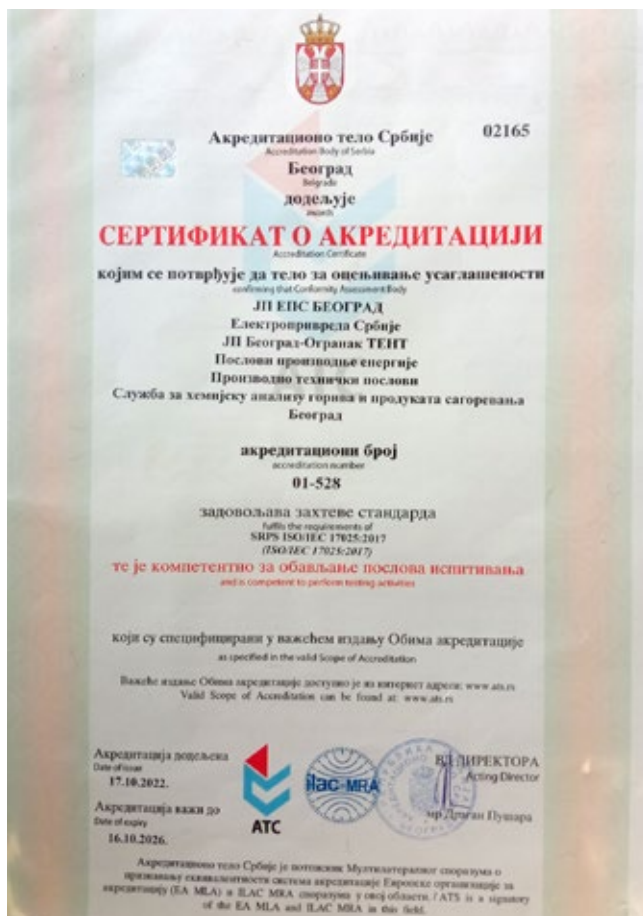 02165
Акредитационо тело Србије
Accreditation Body of Serbia
Београд
Belgrade
додељује
awards
СЕРТИФИКАТ О АКРЕДИТАЦИЈИ
Accreditation Certificate
којим се потврђује да тело за оцењивање усаглашености
confirming that Conformity Assessment Body
ЈП ЕПС БЕОГРАД
Електропривреда Србије
ЈП Београд-Огранак ТЕНТ
Послови производње енергије
Производно технички послови
Служба за хемијску анализу горива и продуката сагоревања
Београд
акредитациони број
accreditation number
01-528
задовољава захтеве стандарда
fulfils the requirements of
SRPS ISO/IEC 17025:2017
(ISO/IEC 17025:2017)
те је компетентно за обављање послова испитивања
and is competent to perform testing activities
који су специфицирани у важећем издању Обима акредитације
as specified in the valid Scope of Accreditation
Важеће издање Обима акредитације доступно је на интернет адреси: www.ats.rs
Valid Scope of Accreditation can be found at: www.ats.rs
Акредитација додељена
Date of issue
17.10.2022.
Акредитација важи до
Date of expiry
16.10.2026.
АТС
ilac-MRA
ВД ДИРЕКТОРА
Acting Director
мр Драган Пушара
Акредитационо тело Србије је потписник Мултилатералног споразума о
признавању еквивалентности система акредитације Европске организације за
акредитацију (EA MLA) и ILAC MRA споразума у овој области. / ATS is a signatory
of the EA MLA and ILAC MRA in this field.